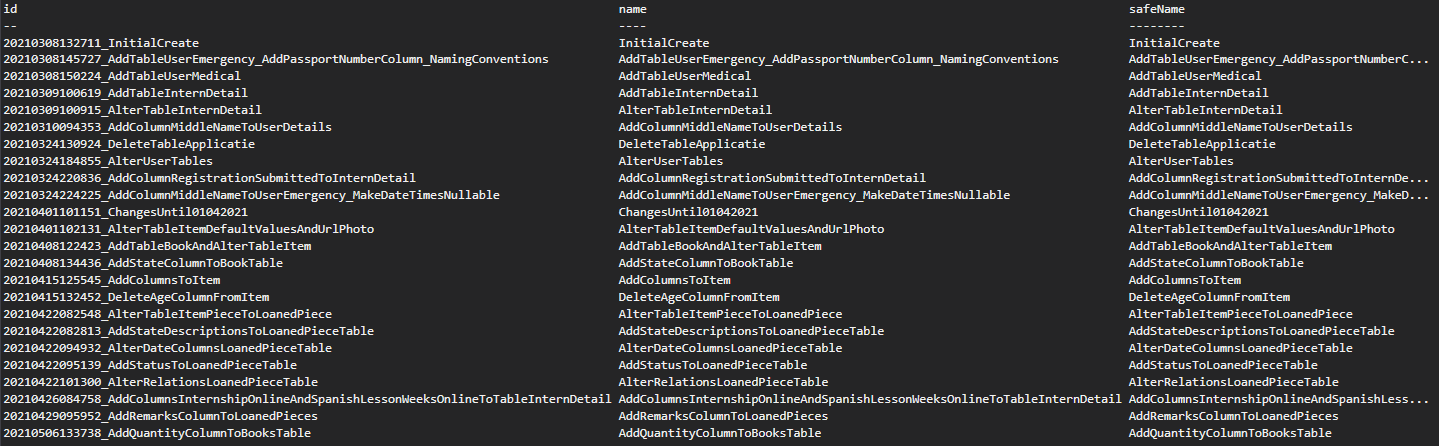 id name safeName
-- ---- --------
20210308132711_InitialCreate InitialCreate InitialCreate
20210308145727_AddTableUserEmergency_AddPassportNumberColumn_NamingConventions AddTableUserEmergency_AddPassportNumberColumn_NamingConventions AddTableUserEmergency_AddPassportNumberC...
20210308150224_AddTableUserMedical AddTableUserMedical AddTableUserMedical
20210309100619_AddTableInternDetail AddTableInternDetail AddTableInternDetail
20210309100915_AlterTableInternDetail AlterTableInternDetail AlterTableInternDetail
20210310094353_AddColumnMiddleNameToUserDetails AddColumnMiddleNameToUserDetails AddColumnMiddleNameToUserDetails
20210324130924_DeleteTableApplicatie DeleteTableApplicatie DeleteTableApplicatie
20210324184855_AlterUserTables AlterUserTables AlterUserTables
20210324220836_AddColumnRegistrationSubmittedToInternDetail AddColumnRegistrationSubmittedToInternDetail AddColumnRegistrationSubmittedToInternDe...
20210324224225_AddColumnMiddleNameToUserEmergency_MakeDateTimesNullable AddColumnMiddleNameToUserEmergency_MakeDateTimesNullable AddColumnMiddleNameToUserEmergency_MakeD...
20210401101151_ChangesUntil01042021 ChangesUntil01042021 ChangesUntil01042021
20210401102131_AlterTableItemDefaultValuesAndUrlPhoto AlterTableItemDefaultValuesAndUrlPhoto AlterTableItemDefaultValuesAndUrlPhoto
20210408122423_AddTableBookAndAlterTableItem AddTableBookAndAlterTableItem AddTableBookAndAlterTableItem
20210408134436_AddStateColumnToBookTable AddStateColumnToBookTable AddStateColumnToBookTable
20210415125545_AddColumnsToItem AddColumnsToItem AddColumnsToItem
20210415132452_DeleteAgeColumnFromItem DeleteAgeColumnFromItem DeleteAgeColumnFromItem
20210422082548_AlterTableItemPieceToLoanedPiece AlterTableItemPieceToLoanedPiece AlterTableItemPieceToLoanedPiece
20210422082813_AddStateDescriptionsToLoanedPieceTable AddStateDescriptionsToLoanedPieceTable AddStateDescriptionsToLoanedPieceTable
20210422094932_AlterDateColumnsLoanedPieceTable AlterDateColumnsLoanedPieceTable AlterDateColumnsLoanedPieceTable
20210422095139_AddStatusToLoanedPieceTable AddStatusToLoanedPieceTable AddStatusToLoanedPieceTable
20210422101300_AlterRelationsLoanedPieceTable AlterRelationsLoanedPieceTable AlterRelationsLoanedPieceTable
20210426084758_AddColumnsInternshipOnlineAndSpanishLessonWeeksOnlineToTableInternDetail AddColumnsInternshipOnlineAndSpanishLessonWeeksOnlineToTableInternDetail AddColumnsInternshipOnlineAndSpanishLess...
20210429095952_AddRemarksColumnToLoanedPieces AddRemarksColumnToLoanedPieces AddRemarksColumnToLoanedPieces
20210506133738_AddQuantityColumnToBooksTable AddQuantityColumnToBooksTable AddQuantityColumnToBooksTable